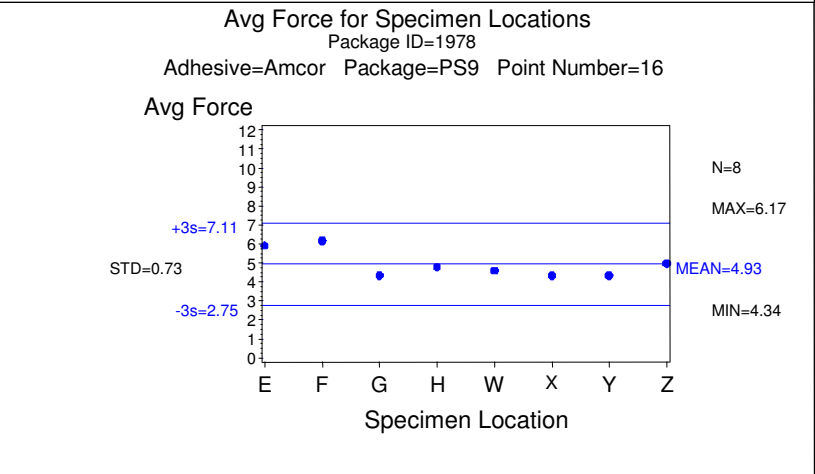 Avg Force for Specimen Locations
Package ID=1978
Adhesive=Amcor Package=PS9 Point Number=16
Avg Force
12
11
10
9
8
7
6
5
4
3
2
1
0
+3s=7.11
STD=0.73
-3s=2.75
N=8
MAX=6.17
MEAN=4.93
MIN=4.34
E F G H W X Y Z
Specimen Location